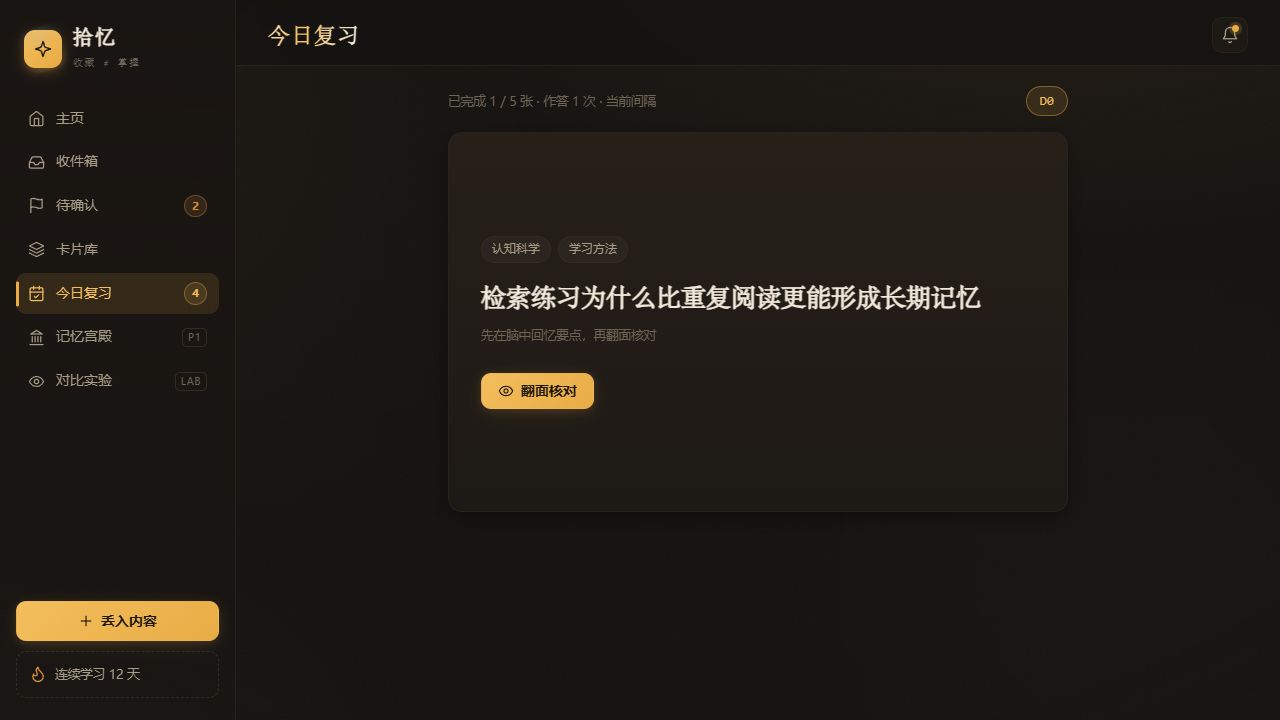 拾忆
收藏 ≠ 掌握
主页
收件箱
待确认 2
卡片库
今日复习 4
记忆宫殿 P1
对比实验 LAB
丢入内容
连续学习 12 天
今日复习
已完成 1 / 5 张 · 作答 1 次 · 当前间隔 D0
认知科学 学习方法
检索练习为什么比重复阅读更能形成长期记忆
先在脑中回忆要点，再翻面核对
翻面核对